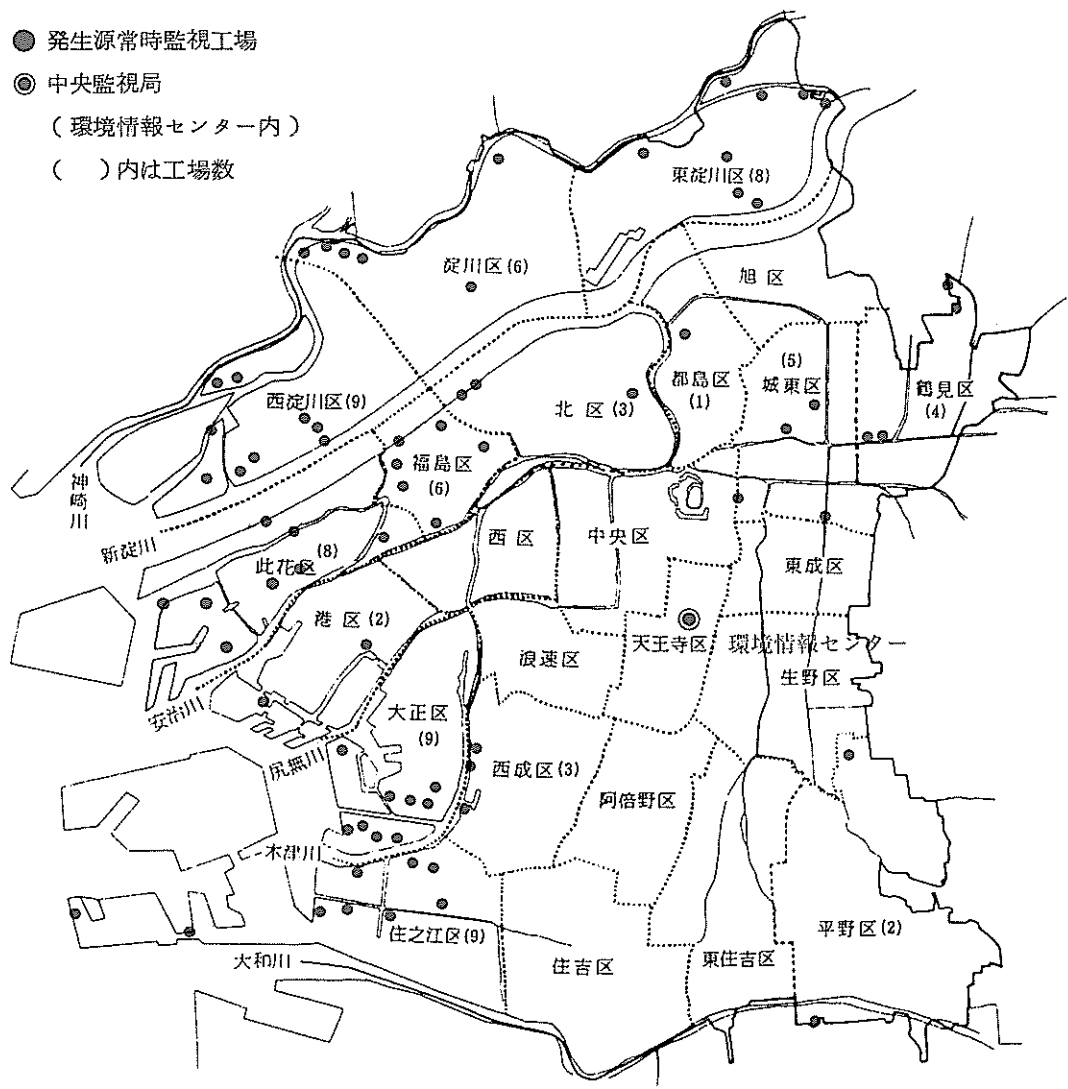 発生源常時監視工場
中央監視局
(環境情報センター内)
( )内は工場数
東淀川区(8)
淀川区(6)
旭区
(5)
城東区
都島区
(1)
鶴見区
(4)
北区(3)
西淀川区(9)
福島区
(6)
神崎川
新淀川
此花区(8)
西区
中央区
東成区
港区(2)
天王寺区
環境情報センター
浪速区
生野区
安治川
大正区
(9)
尻無川
西成区(3)
阿倍野区
木津川
住之江区(9)
平野区(2)
大和川
住吉区
東住吉区